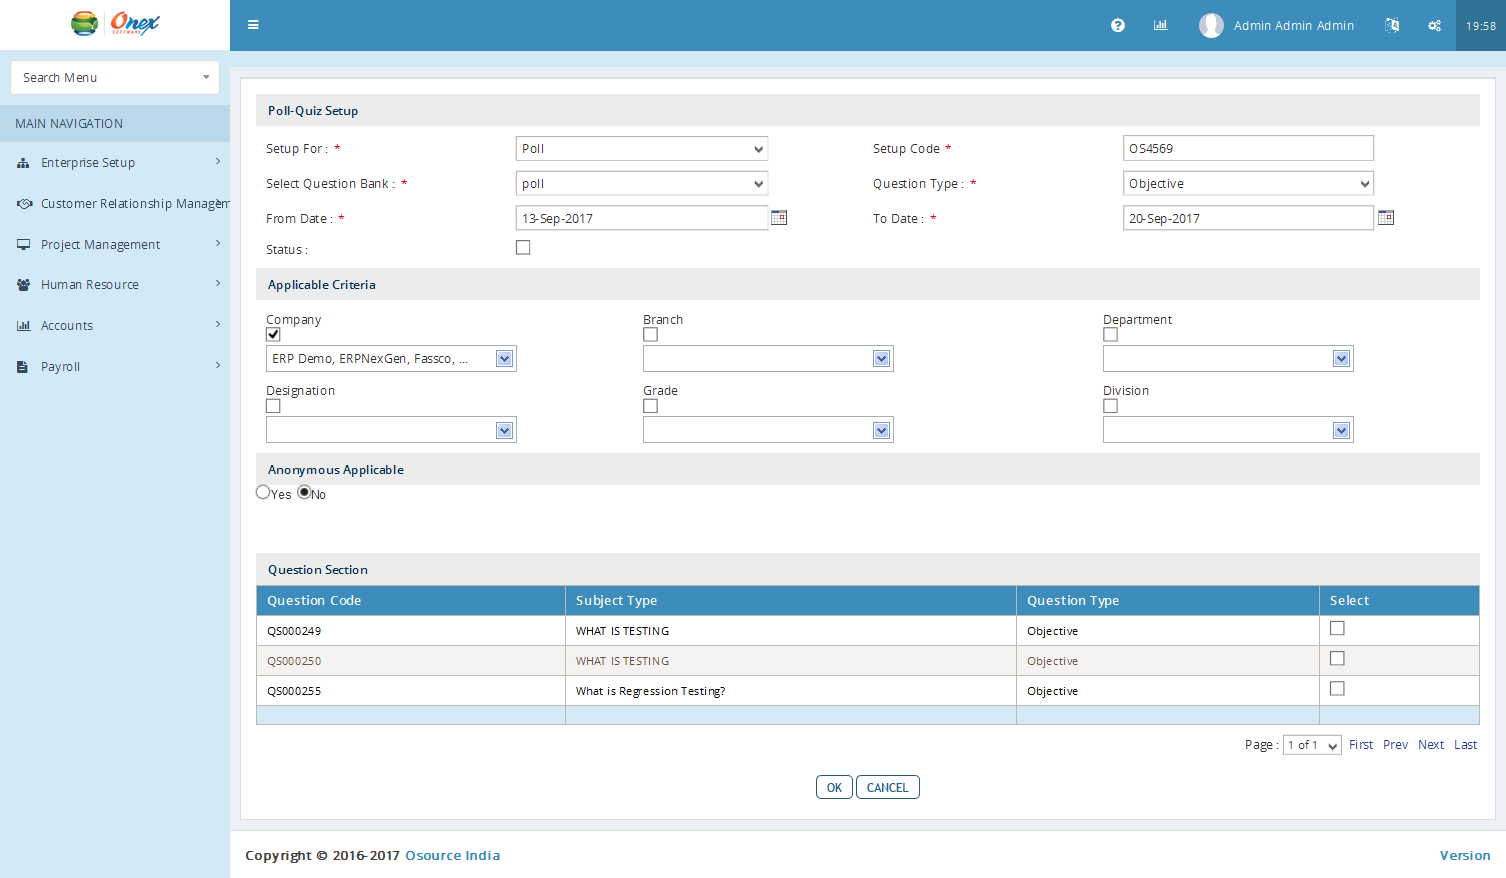 Onex
SOFTWARE
Admin Admin Admin
19:58
Search Menu
MAIN NAVIGATION
Enterprise Setup
Customer Relationship Managem
Project Management
Human Resource
Accounts
Payroll
Poll-Quiz Setup
Setup For : * Poll Setup Code * OS4569
Select Question Bank : * poll Question Type : * Objective
From Date : * 13-Sep-2017 To Date : * 20-Sep-2017
Status :
Applicable Criteria
Company Branch Department
ERP Demo, ERPNexGen, Fassco, ...
Designation Grade Division
Anonymous Applicable
Yes No
Question Section
Question Code Subject Type Question Type Select
QS000249 WHAT IS TESTING Objective
QS000250 WHAT IS TESTING Objective
QS000255 What is Regression Testing? Objective
Page : 1 of 1 First Prev Next Last
OK CANCEL
Copyright © 2016-2017 Osource India
Version